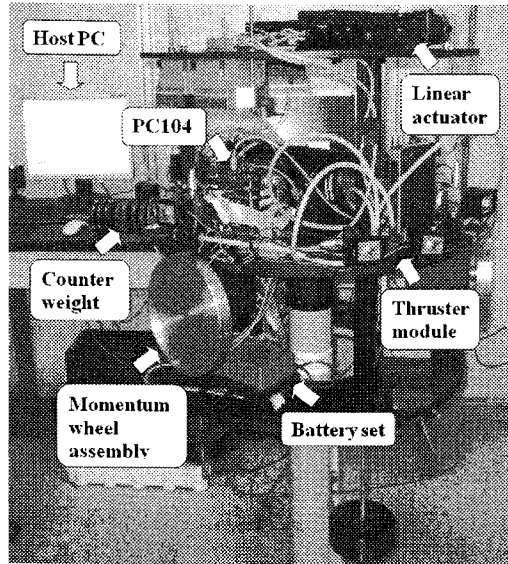 Host PC
PC104
Linear
actuator
Counter
weight
Thruster
module
Momentum
wheel
assembly
Battery set